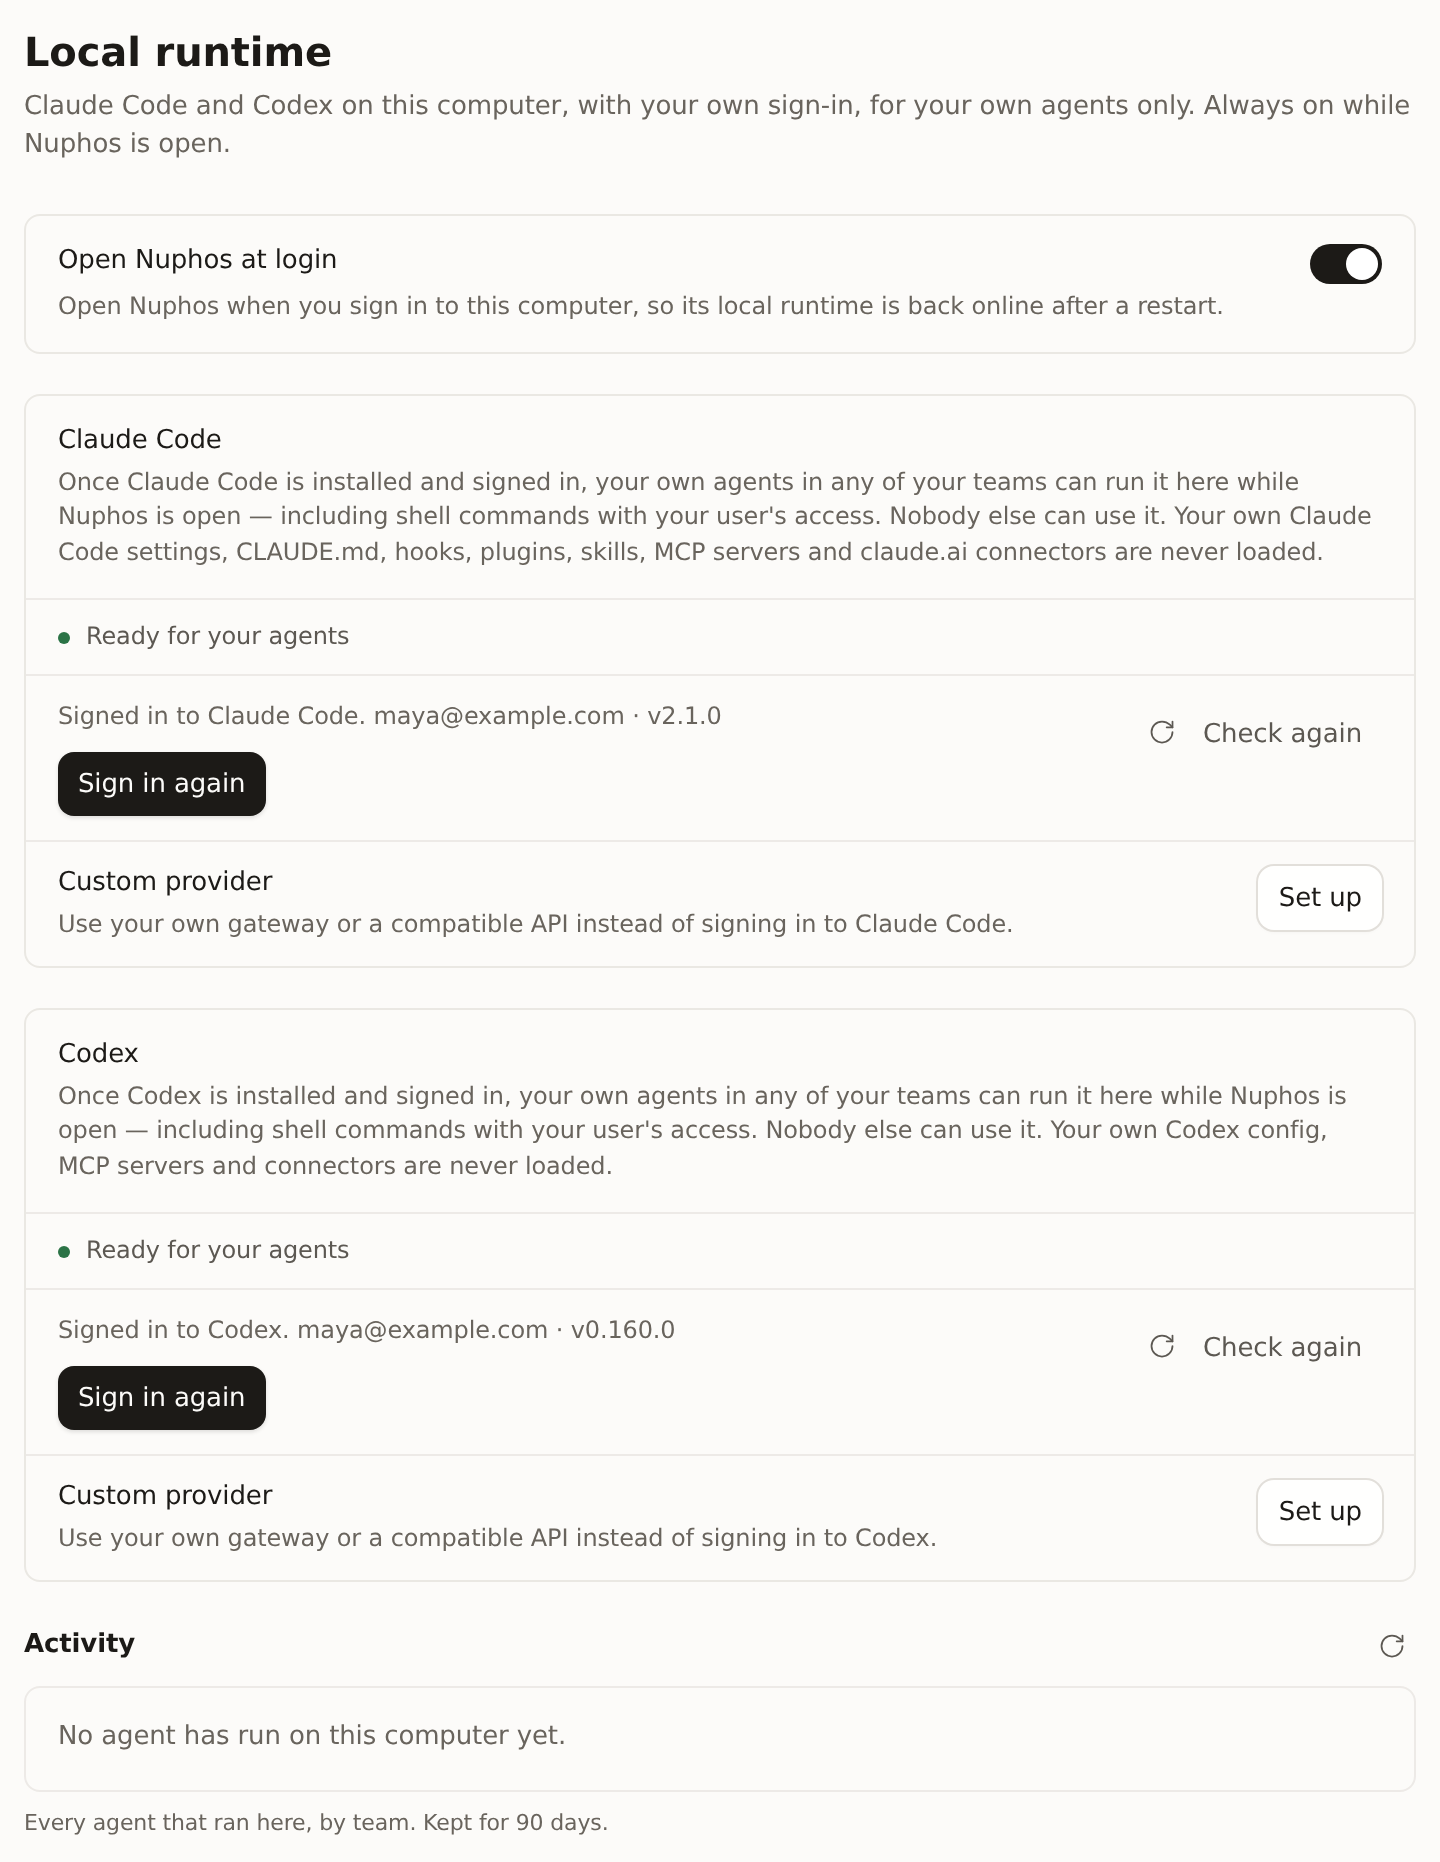 Local runtime
Claude Code and Codex on this computer, with your own sign-in, for your own agents only. Always on while
Nuphos is open.
Open Nuphos at login
Open Nuphos when you sign in to this computer, so its local runtime is back online after a restart.
Claude Code
Once Claude Code is installed and signed in, your own agents in any of your teams can run it here while
Nuphos is open — including shell commands with your user's access. Nobody else can use it. Your own Claude
Code settings, CLAUDE.md, hooks, plugins, skills, MCP servers and claude.ai connectors are never loaded.
Ready for your agents
Signed in to Claude Code. maya@example.com · v2.1.0
Check again
Sign in again
Custom provider
Set up
Use your own gateway or a compatible API instead of signing in to Claude Code.
Codex
Once Codex is installed and signed in, your own agents in any of your teams can run it here while Nuphos is
open — including shell commands with your user's access. Nobody else can use it. Your own Codex config,
MCP servers and connectors are never loaded.
Ready for your agents
Signed in to Codex. maya@example.com · v0.160.0
Check again
Sign in again
Custom provider
Set up
Use your own gateway or a compatible API instead of signing in to Codex.
Activity
No agent has run on this computer yet.
Every agent that ran here, by team. Kept for 90 days.